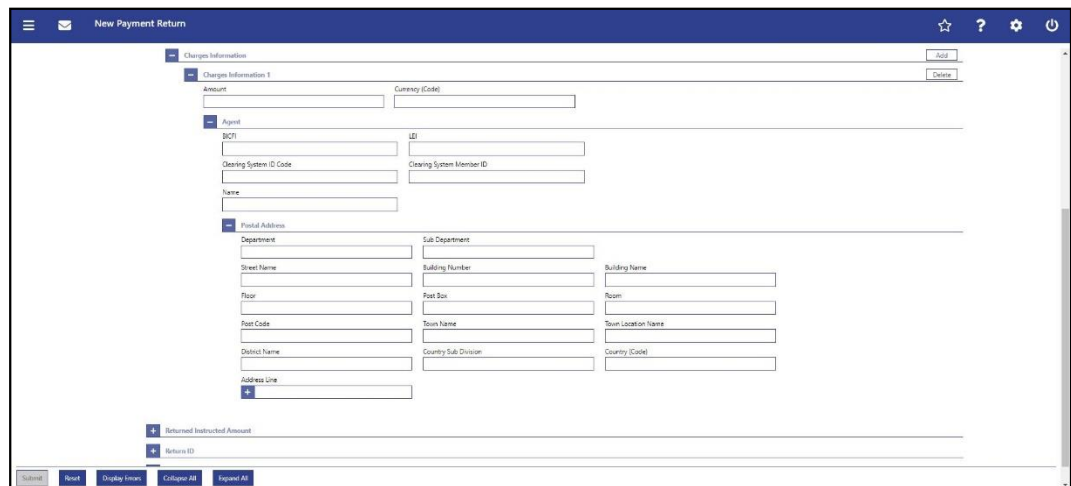 New Payment Return
?
- Charges Information Add
- Charges Information 1 Delete
Amount Currency (Code)
- Agent
BICFI LEI
Clearing System ID Code Clearing System Member ID
Name
- Postal Address
Department Sub Department
Street Name Building Number Building Name
Floor Post Box Room
Post Code Town Name Town Location Name
District Name Country Sub Division Country (Code)
Address Line
+
+ Returned Instructed Amount
+ Return ID
Submit Reset Display Errors Collapse All Expand All